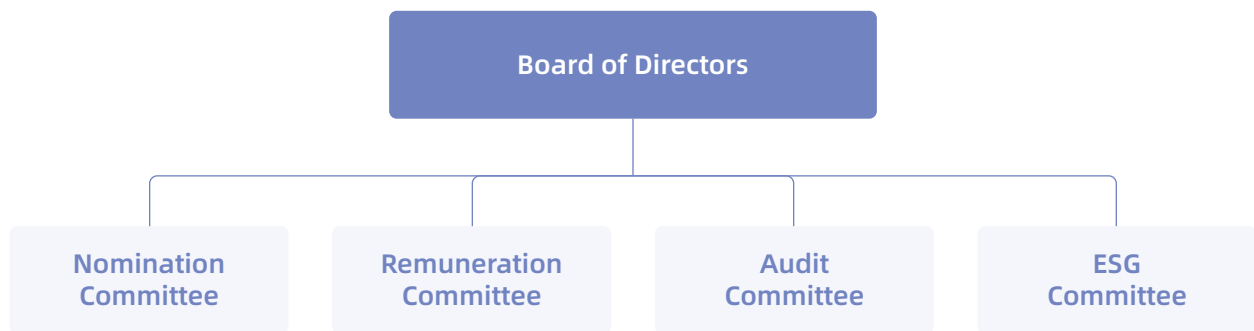 Board of Directors
Nomination
Committee
Remuneration
Committee
Audit
Committee
ESG
Committee